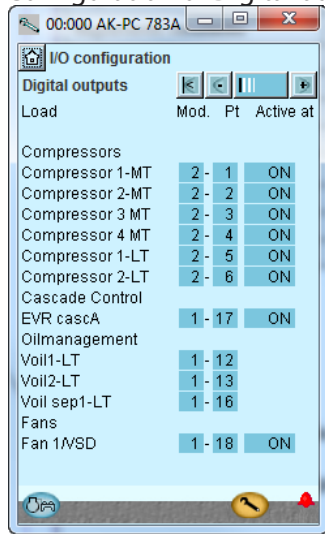 00:000 AK-PC 783A
I/O configuration
Digital outputs
Load Mod. Pt Active at
Compressors
Compressor 1-MT 2 - 1 ON
Compressor 2-MT 2 - 2 ON
Compressor 3 MT 2 - 3 ON
Compressor 4 MT 2 - 4 ON
Compressor 1-LT 2 - 5 ON
Compressor 2-LT 2 - 6 ON
Cascade Control
EVR cascA 1 - 17 ON
Oilmanagement
Voil1-LT 1 - 12
Voil2-LT 1 - 13
Voil sep1-LT 1 - 16
Fans
Fan 1/VSD 1 - 18 ON